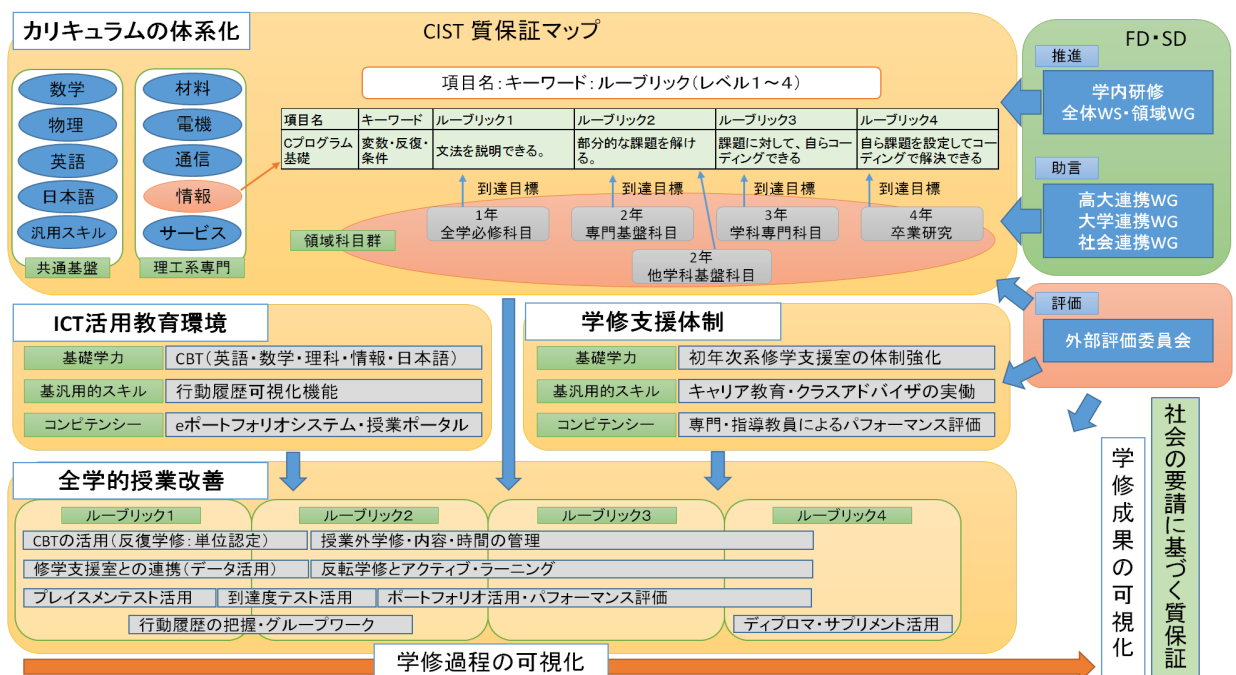 カリキュラムの体系化
CIST 質保証マップ
FD・SD
数学
物理
英語
日本語
汎用スキル
共通基盤
材料
電機
通信
情報
サービス
理工系専門
項目名:キーワード:ルーブリック(レベル1～4)
項目名 キーワード ルーブリック1 ルーブリック2 ルーブリック3 ルーブリック4
Cプログラム基礎 変数・反復・条件 文法を説明できる。 部分的な課題を解ける。 課題に対して、自らコーディングできる 自ら課題を設定してコーディングで解決できる
到達目標 到達目標 到達目標 到達目標
領域科目群
1年
全学必修科目
2年
専門基盤科目
2年
他学科基盤科目
3年
学科専門科目
4年
卒業研究
推進
学内研修
全体WS・領域WG
助言
高大連携WG
大学連携WG
社会連携WG
評価
外部評価委員会
ICT活用教育環境
基礎学力 CBT(英語・数学・理科・情報・日本語)
基汎用的スキル 行動履歴可視化機能
コンピテンシー eポートフォリオシステム・授業ポータル
学修支援体制
基礎学力 初年次系修学支援室の体制強化
基汎用的スキル キャリア教育・クラスアドバイザの実働
コンピテンシー 専門・指導教員によるパフォーマンス評価
全学的授業改善
ルーブリック1 ルーブリック2 ルーブリック3 ルーブリック4
CBTの活用(反復学修:単位認定) 授業外学修・内容・時間の管理
修学支援室との連携(データ活用) 反転学修とアクティブ・ラーニング
プレイスメンテスト活用 到達度テスト活用 ポートフォリオ活用・パフォーマンス評価
行動履歴の把握・グループワーク ディプロマ・サプリメント活用
学修過程の可視化
学修成果の可視化
社会の要請に基づく質保証